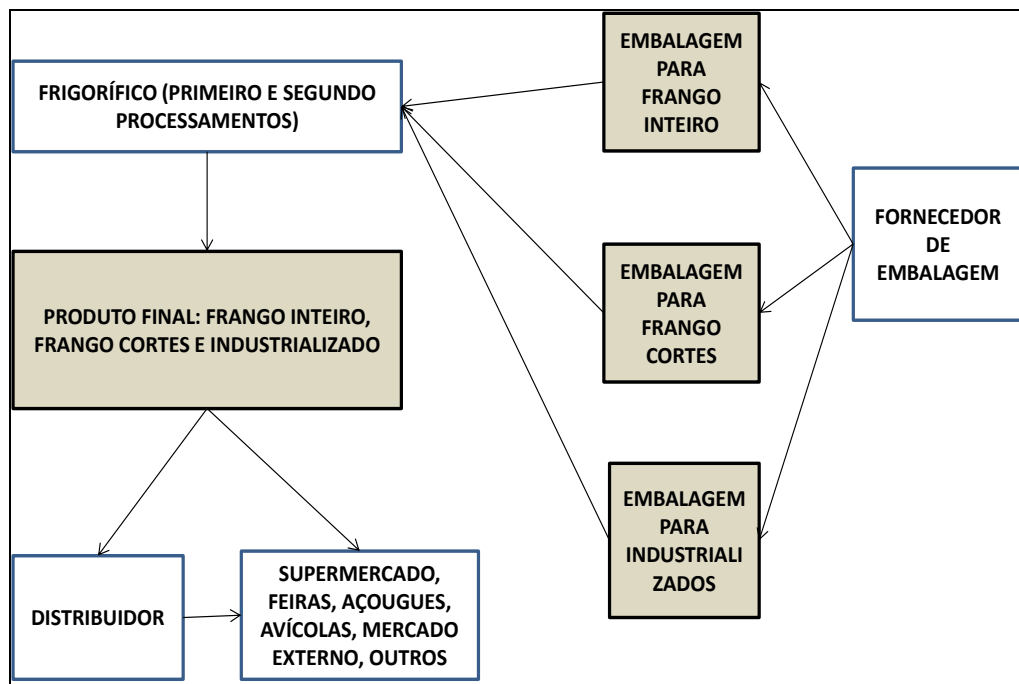 FRIGORÍFICO (PRIMEIRO E SEGUNDO
PROCESSAMENTOS)
EMBALAGEM
PARA
FRANGO
INTEIRO
FORNECEDOR
DE
EMBALAGEM
PRODUTO FINAL: FRANGO INTEIRO,
FRANGO CORTES E INDUSTRIALIZADO
EMBALAGEM
PARA
FRANGO
CORTES
EMBALAGEM
PARA
INDUSTRIALI
ZADOS
DISTRIBUIDOR
SUPERMERCADO,
FEIRAS, AÇOUGUES,
AVÍCOLAS, MERCADO
EXTERNO, OUTROS